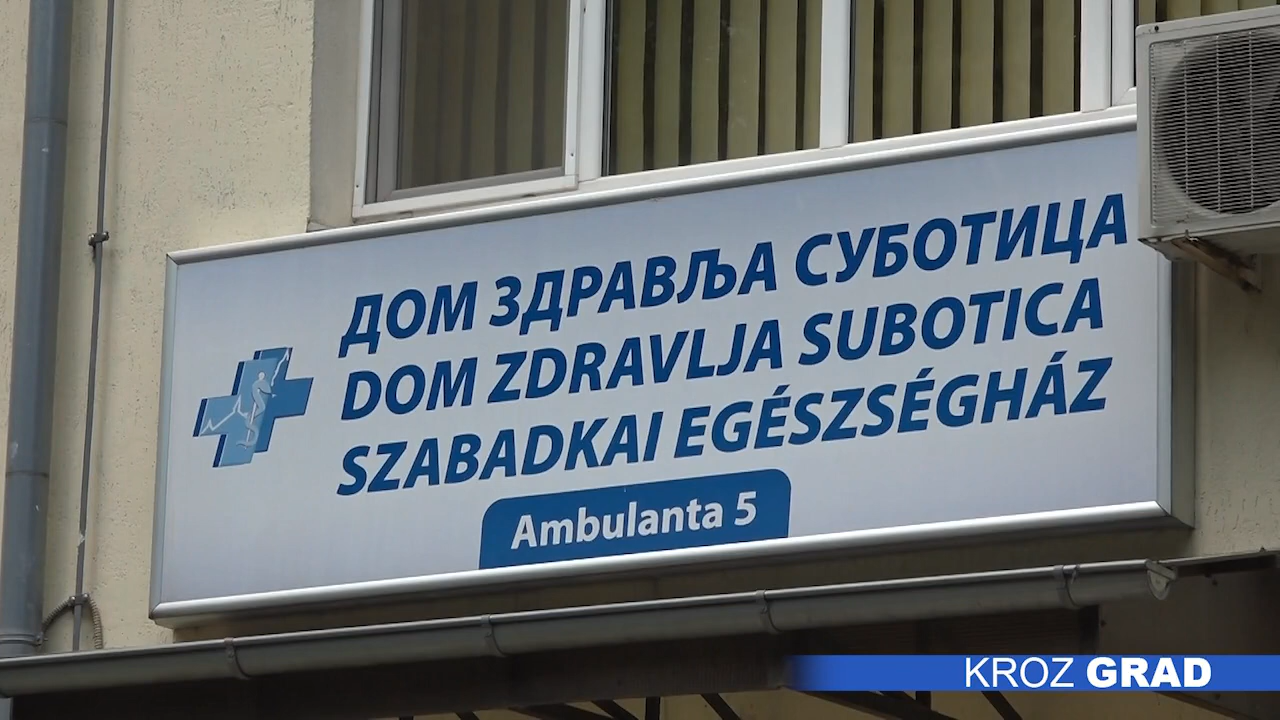 ДОМ ЗДРАВЉА СУБОТИЦА
DOM ZDRAVLJA SUBOTICA
SZABADKAI EGÉSZSÉGHÁZ
Ambulanta 5
KROZ GRAD